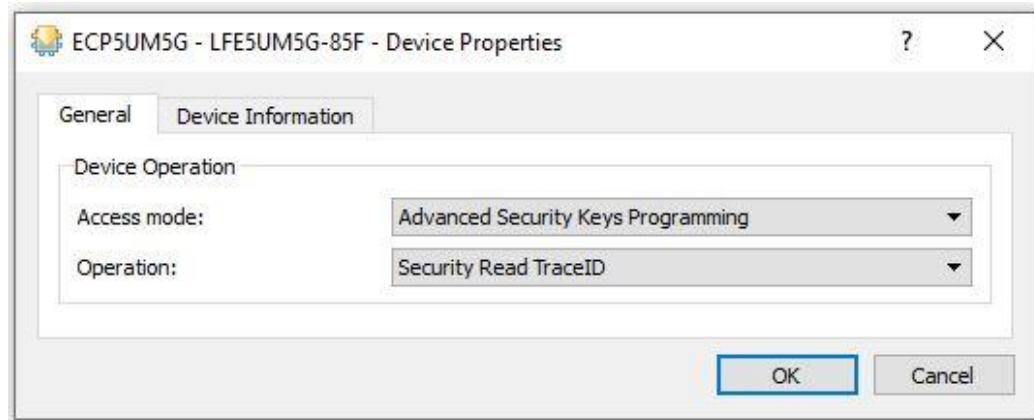 ECP5UM5G - LFE5UM5G-85F - Device Properties ?
General Device Information
Device Operation
Access mode: Advanced Security Keys Programming
Operation: Security Read TraceID
OK Cancel